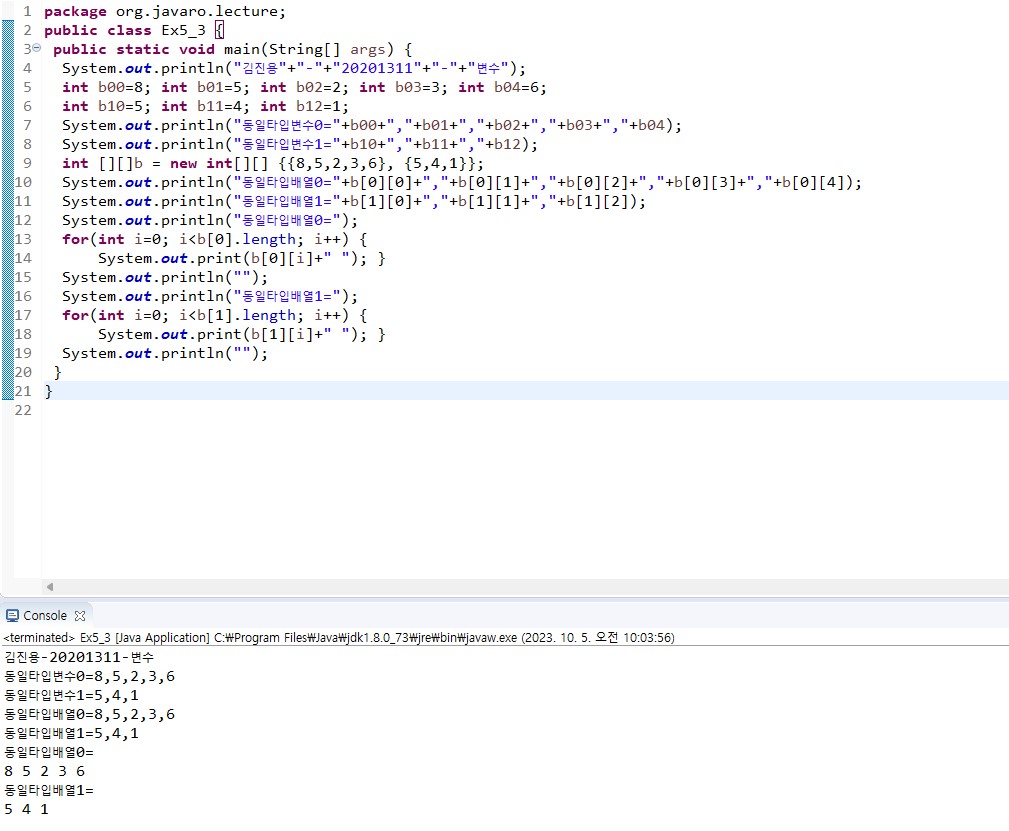 1 package org.javaro.lecture;
2 public class Ex5_3 {
3 public static void main(String[] args) {
4 System.out.println("김진용"+"-"+"20201311"+"-"+"변수");
5 int b00=8; int b01=5; int b02=2; int b03=3; int b04=6;
6 int b10=5; int b11=4; int b12=1;
7 System.out.println("동일타입변수0="+b00+","+b01+","+b02+","+b03+","+b04);
8 System.out.println("동일타입변수1="+b10+","+b11+","+b12);
9 int [][]b = new int[][] {{8,5,2,3,6}, {5,4,1}};
10 System.out.println("동일타입배열0="+b[0][0]+","+b[0][1]+","+b[0][2]+","+b[0][3]+","+b[0][4]);
11 System.out.println("동일타입배열1="+b[1][0]+","+b[1][1]+","+b[1][2]);
12 System.out.println("동일타입배열0=");
13 for(int i=0; i<b[0].length; i++) {
14 System.out.print(b[0][i]+" "); }
15 System.out.println("");
16 System.out.println("동일타입배열1=");
17 for(int i=0; i<b[1].length; i++) {
18 System.out.print(b[1][i]+" "); }
19 System.out.println("");
20 }
21 }
22
Console
<terminated> Ex5_3 [Java Application] C:₩Program Files₩Java₩jdk1.8.0_73₩jre₩bin₩javaw.exe (2023. 10. 5. 오전 10:03:56)
김진용-20201311-변수
동일타입변수0=8,5,2,3,6
동일타입변수1=5,4,1
동일타입배열0=8,5,2,3,6
동일타입배열1=5,4,1
동일타입배열0=
8 5 2 3 6
동일타입배열1=
5 4 1